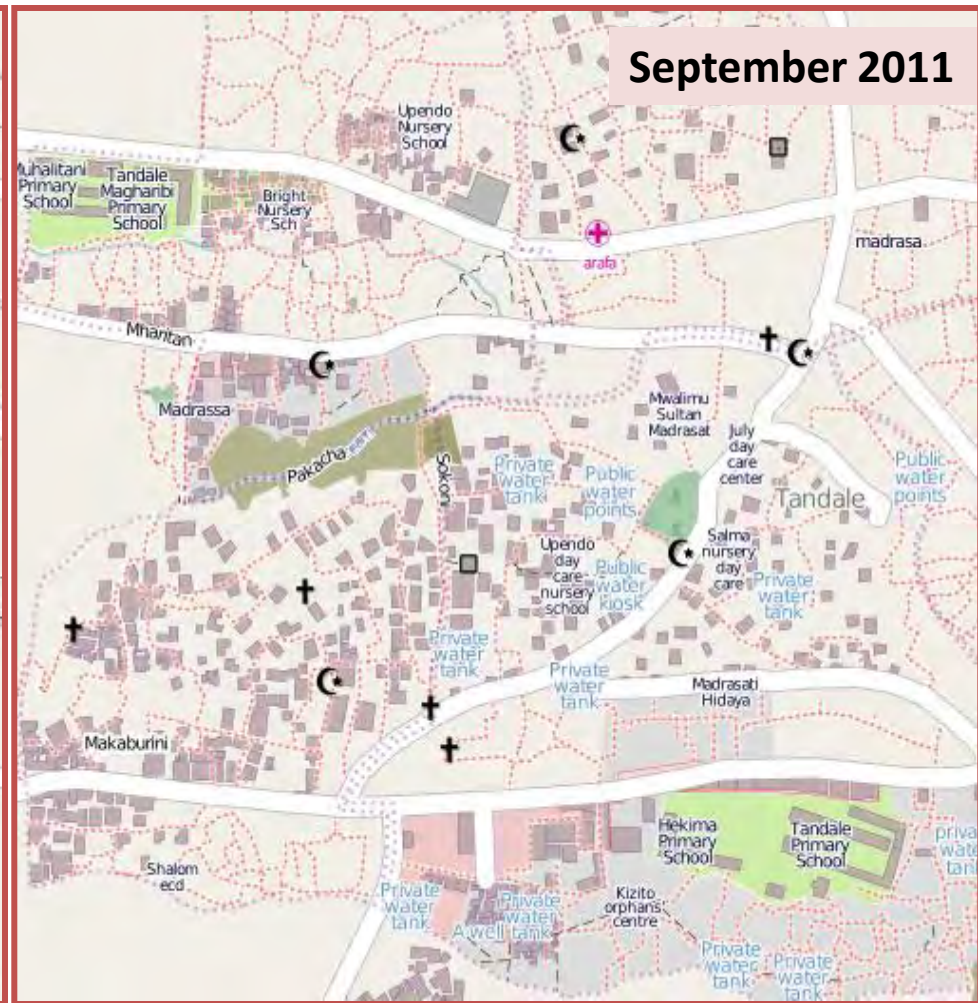 September 2011
Upendo
Nursery
School
Muhalitani
Primary
School
Tandale
Magharibi
Primary
School
Bright
Nursery
Sch
arafa
madrasa
Mharitan
Madrassa
Pakacha
Sokoni
Mwalimu
Sultan
Madrasat
July
day
care
center
Private
water
tank
Public
water
points
Public
water
points
Tandale
Upendo
day
care
nursery
school
Public
water
kiosk
Salma
nursery
day
care
Private
water
tank
Private
water
tank
Private
water
tank
Madrasati
Hidaya
Makaburini
Hekima
Primary
School
Tandale
Primary
School
priva
wate
tan
Shalom
ecd
Private
water
tank
A well
Private
water
tank
Kizito
orphans
centre
Private
water
tank
Private
water
tank